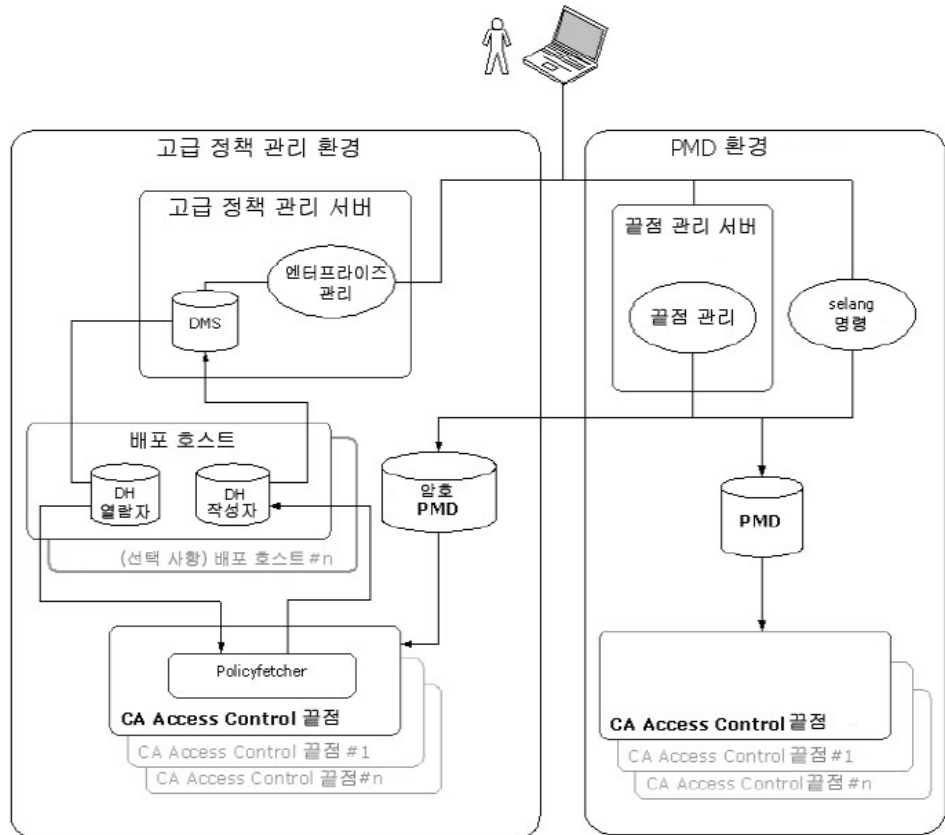 고급 정책 관리 환경
PMD 환경
고급 정책 관리 서버
엔터프라이즈
관리
DMS
끝점 관리 서버
끝점 관리
selang
명령
배포 호스트
DH
열람자
DH
작성자
(선택 사항) 배포 호스트#n
암호
PMD
PMD
Policyfetcher
CA Access Control 끝점
CA Access Control 끝점 #1
CA Access Control 끝점#n
CA Access Control 끝점
CA Access Control 끝점 #1
CA Access Control 끝점 #n